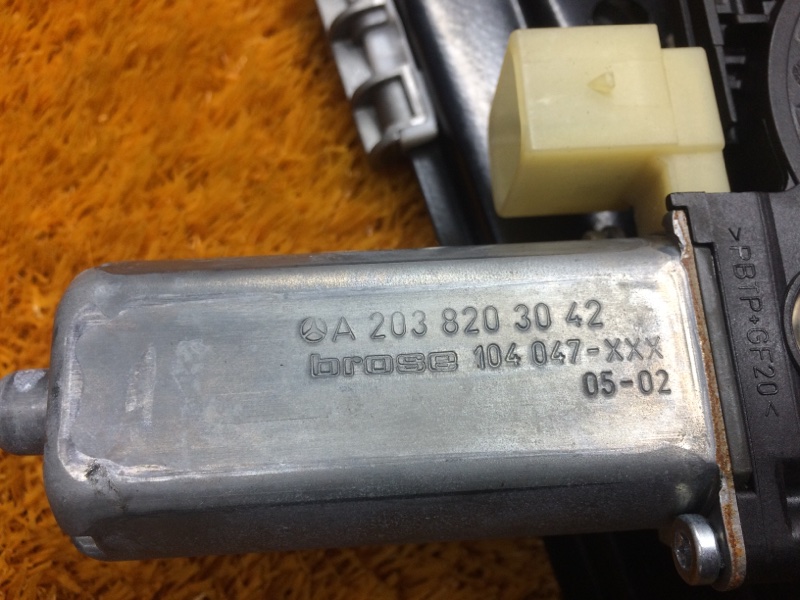 A 203 820 30 42
brose 104 047-XXX
05-02
>PBTP+GF20<